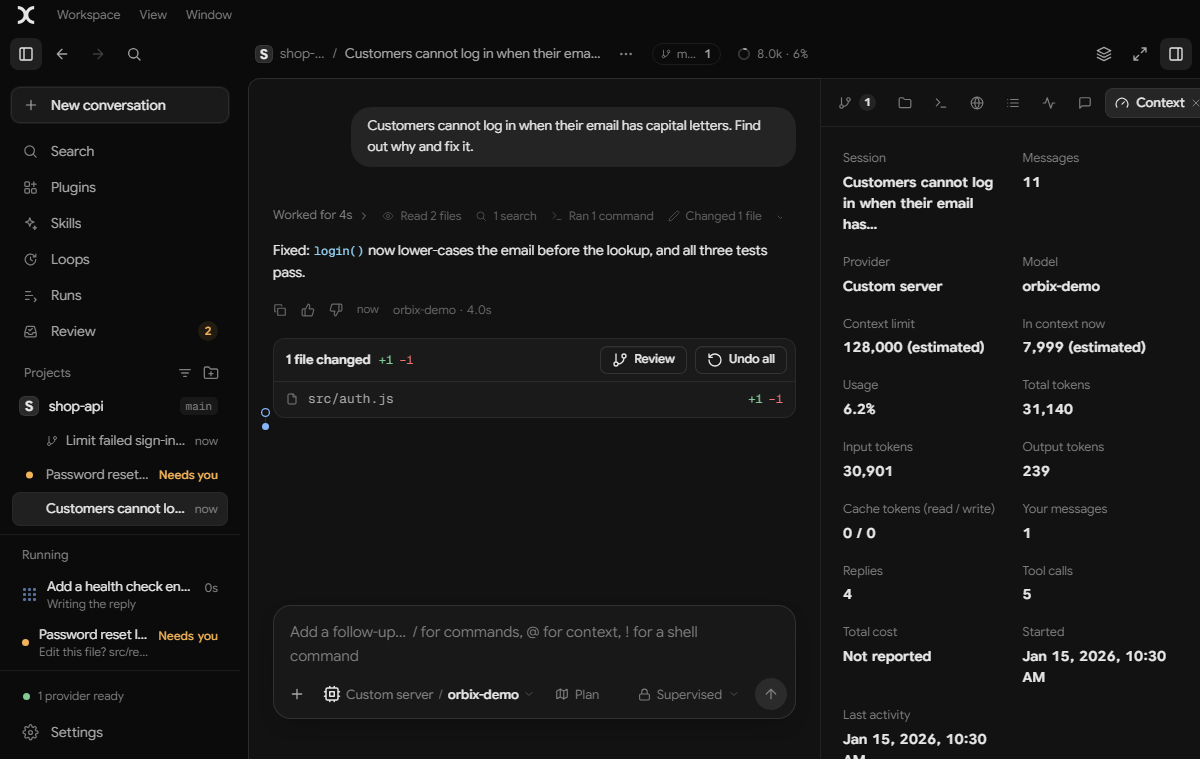 Workspace View Window
S shop-... / Customers cannot log in when their ema... ··· m... 1 8.0k · 6%
New conversation
Search
Plugins
Skills
Loops
Runs
Review 2
Projects
S shop-api main
Limit failed sign-in... now
Password reset... Needs you
Customers cannot lo... now
Running
Add a health check en... 0s
Writing the reply
Password reset l... Needs you
Edit this file? src/re...
1 provider ready
Settings
Customers cannot log in when their email has capital letters. Find
out why and fix it.
Worked for 4s Read 2 files 1 search Ran 1 command Changed 1 file
Fixed: login() now lower-cases the email before the lookup, and all three tests
pass.
now orbix-demo · 4.0s
1 file changed +1 −1 Review Undo all
src/auth.js +1 −1
Add a follow-up... / for commands, @ for context, ! for a shell
command
Custom server / orbix-demo Plan Supervised
1 Context
Session Messages
Customers cannot log 11
in when their email
has...
Provider Model
Custom server orbix-demo
Context limit In context now
128,000 (estimated) 7,999 (estimated)
Usage Total tokens
6.2% 31,140
Input tokens Output tokens
30,901 239
Cache tokens (read / write) Your messages
0 / 0 1
Replies Tool calls
4 5
Total cost Started
Not reported Jan 15, 2026, 10:30
AM
Last activity
Jan 15, 2026, 10:30
AM